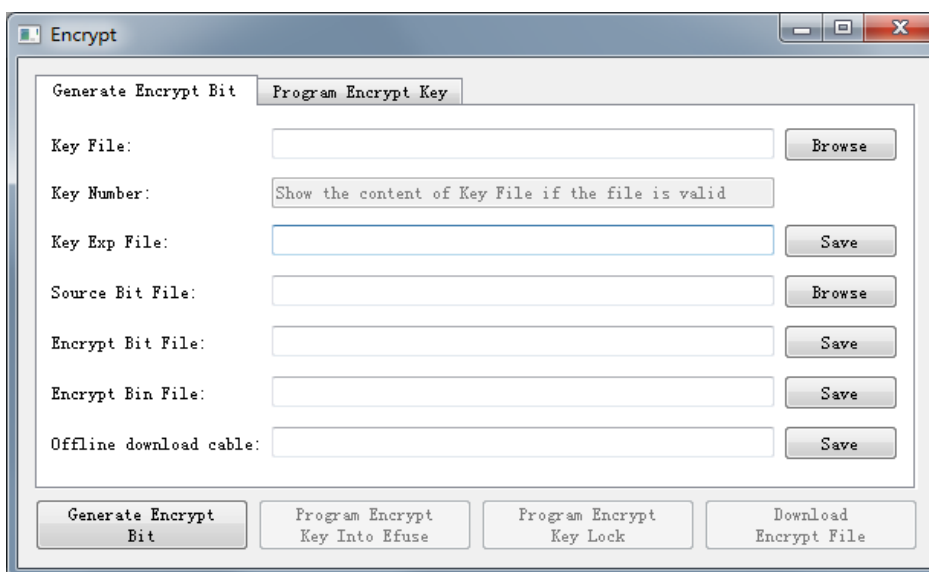 Encrypt
Generate Encrypt Bit Program Encrypt Key
Key File: Browse
Key Number: Show the content of Key File if the file is valid
Key Exp File: Save
Source Bit File: Browse
Encrypt Bit File: Save
Encrypt Bin File: Save
Offline download cable: Save
Generate Encrypt Program Encrypt Program Encrypt Download
Bit Key Into Efuse Key Lock Encrypt File